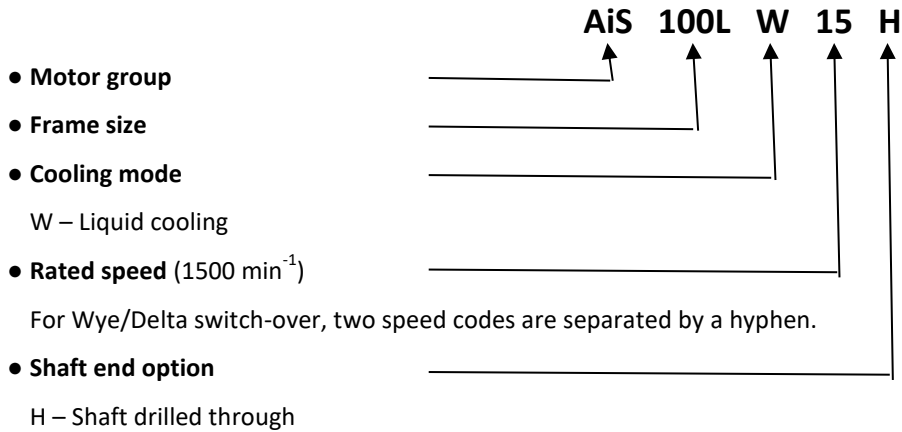 AiS 100L W 15 H
● Motor group
● Frame size
● Cooling mode
W – Liquid cooling
● Rated speed (1500 min⁻¹)
For Wye/Delta switch-over, two speed codes are separated by a hyphen.
● Shaft end option
H – Shaft drilled through